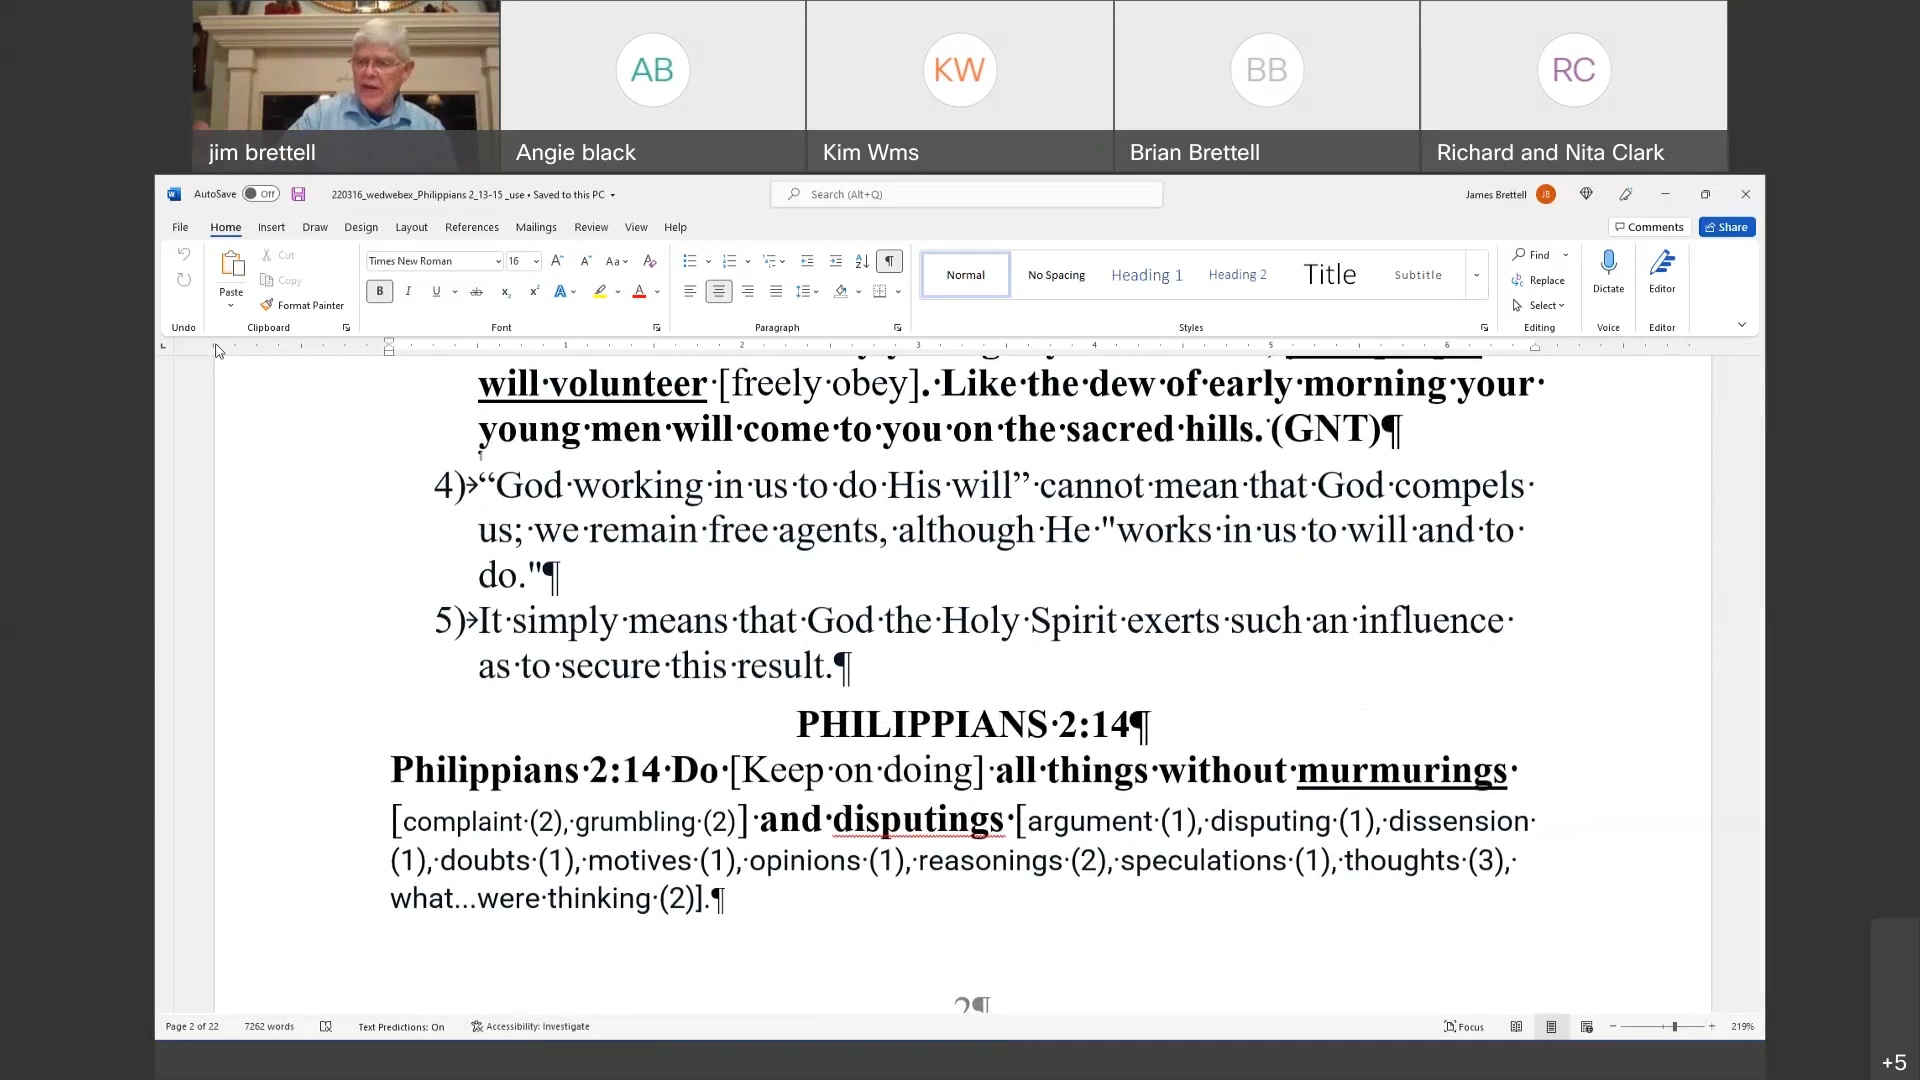 AB
KW
BB
RC
jim brettell
Angie black
Kim Wms
Brian Brettell
Richard and Nita Clark
AutoSave Off
220316_wedwebex_Philippians 2_13-15 _use • Saved to this PC
Search (Alt+Q)
James Brettell JB
File Home Insert Draw Design Layout References Mailings Review View Help
Comments Share
Paste
Cut
Copy
Format Painter
Times New Roman 16
Normal
No Spacing
Heading 1
Heading 2
Title
Subtitle
Find
Replace
Select
Dictate
Editor
Undo Clipboard Font Paragraph Styles Editing Voice Editor
1 2 3 4 5 6
will·volunteer·[freely·obey].·Like·the·dew·of·early·morning·your·
young·men·will·come·to·you·on·the·sacred·hills.·(GNT)¶
¶
4)→“God·working·in·us·to·do·His·will”·cannot·mean·that·God·compels·
us;·we·remain·free·agents,·although·He·"works·in·us·to·will·and·to·
do."¶
5)→It·simply·means·that·God·the·Holy·Spirit·exerts·such·an·influence·
as·to·secure·this·result.¶
PHILIPPIANS·2:14¶
Philippians·2:14·Do·[Keep·on·doing]·all·things·without·murmurings·
[complaint·(2),·grumbling·(2)]·and·disputings·[argument·(1),·disputing·(1),·dissension·
(1),·doubts·(1),·motives·(1),·opinions·(1),·reasonings·(2),·speculations·(1),·thoughts·(3),·
what...were·thinking·(2)].¶
2¶
Page 2 of 22 7262 words Text Predictions: On Accessibility: Investigate
Focus 219%
+5